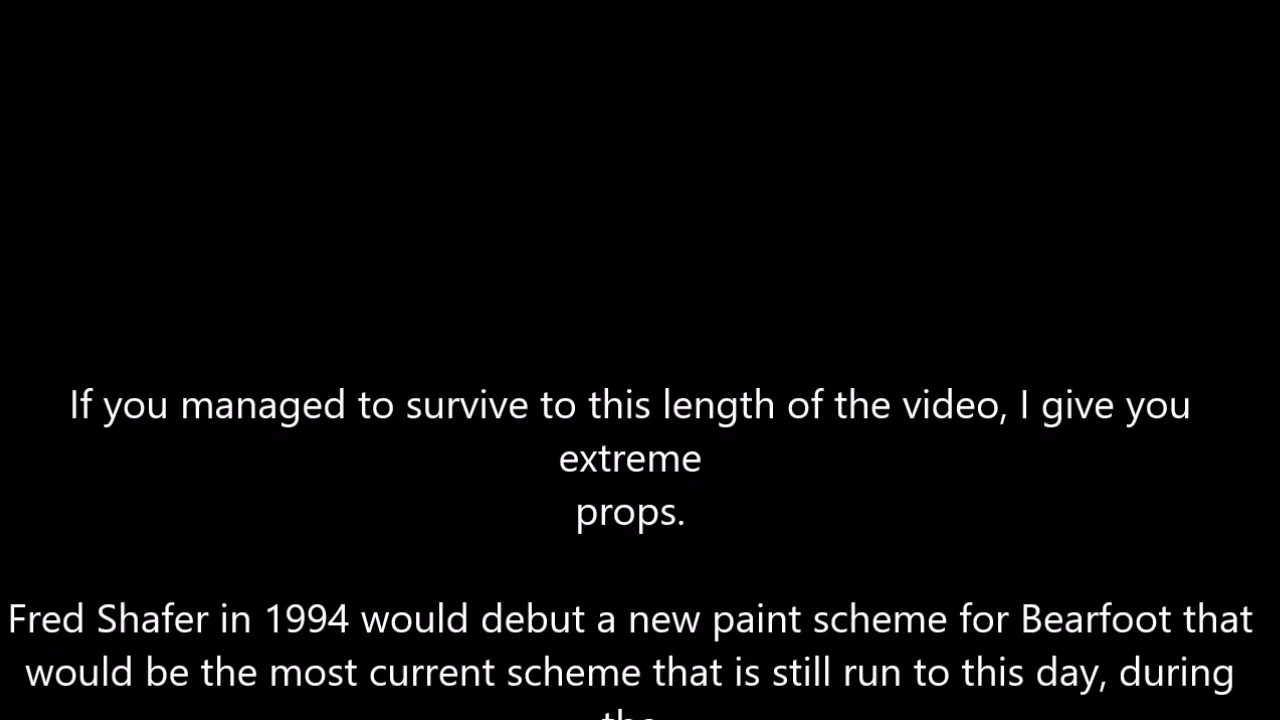 If you managed to survive to this length of the video, I give you
extreme
props.
Fred Shafer in 1994 would debut a new paint scheme for Bearfoot that
would be the most current scheme that is still run to this day, during
the